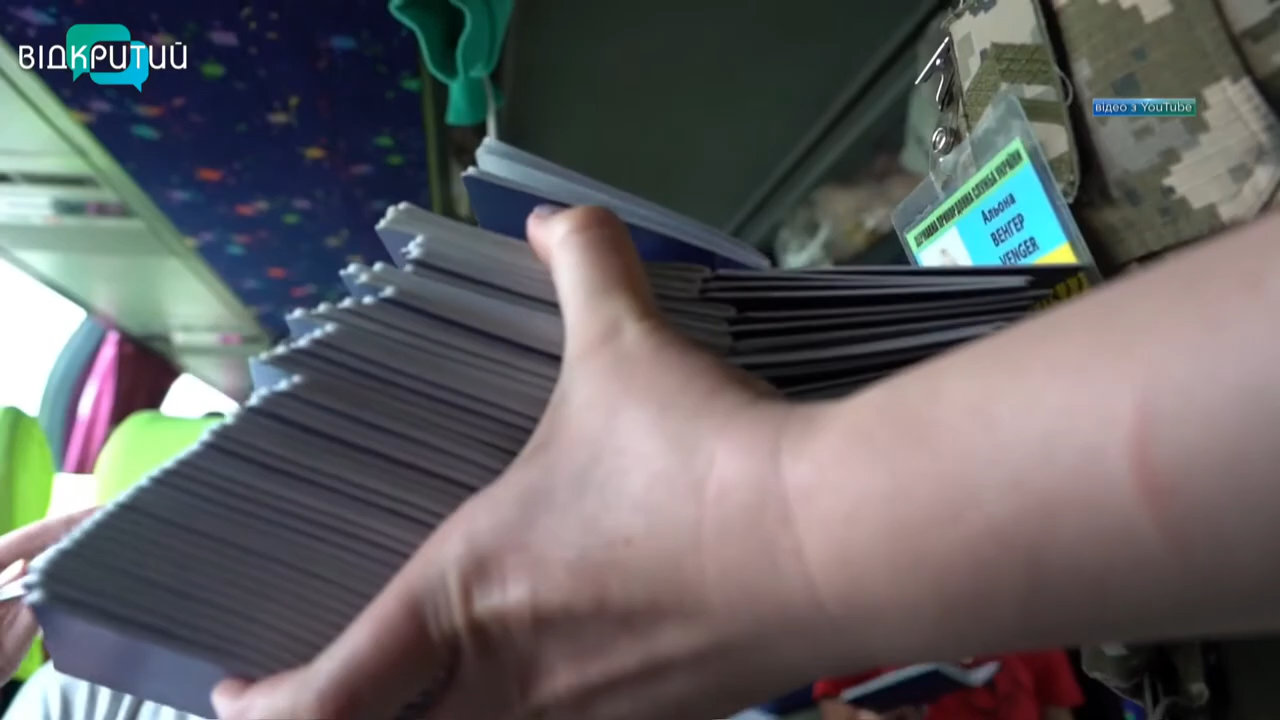 ВІДКРИТИЙ
відео з YouTube
ДЕРЖАВНА ПРИКОРДОННА СЛУЖБА УКРАЇНИ
Альона
ВЕНГЕР
VENGER